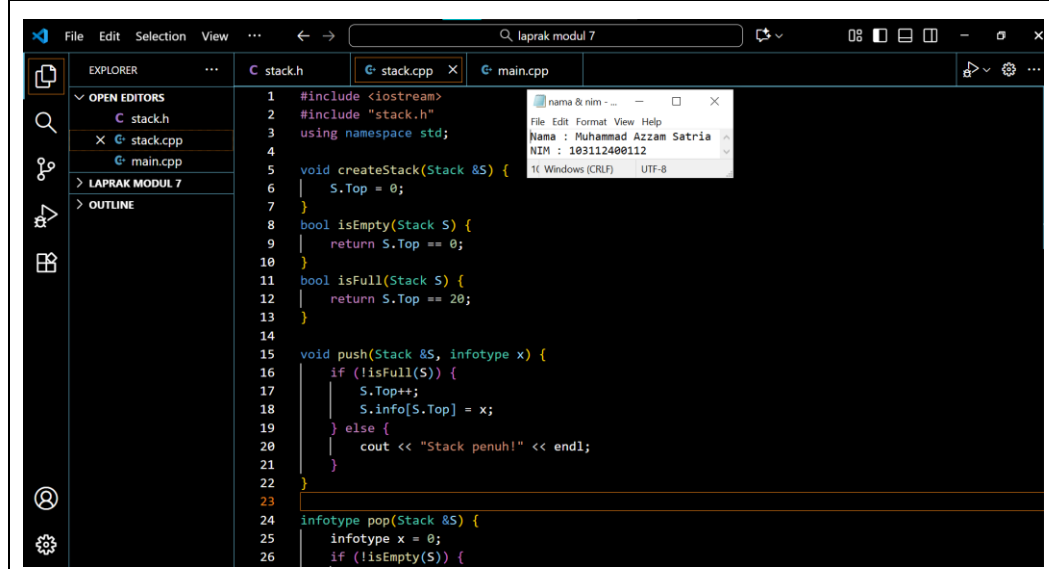 File Edit Selection View ··· ← → laprak modul 7
EXPLORER ···
OPEN EDITORS
C stack.h
X G+ stack.cpp
G+ main.cpp
> LAPRAK MODUL 7
> OUTLINE
C stack.h G+ stack.cpp X G+ main.cpp
nama & nim - ...
File Edit Format View Help
Nama : Muhammad Azzam Satria
NIM : 103112400112
Windows (CRLF) UTF-8
1 #include <iostream>
2 #include "stack.h"
3 using namespace std;
4
5 void createStack(Stack &S) {
6 S.Top = 0;
7 }
8 bool isEmpty(Stack S) {
9 return S.Top == 0;
10 }
11 bool isFull(Stack S) {
12 return S.Top == 20;
13 }
14
15 void push(Stack &S, infotype x) {
16 if (!isFull(S)) {
17 S.Top++;
18 S.info[S.Top] = x;
19 } else {
20 cout << "Stack penuh!" << endl;
21 }
22 }
23
24 infotype pop(Stack &S) {
25 infotype x = 0;
26 if (!isEmpty(S)) {